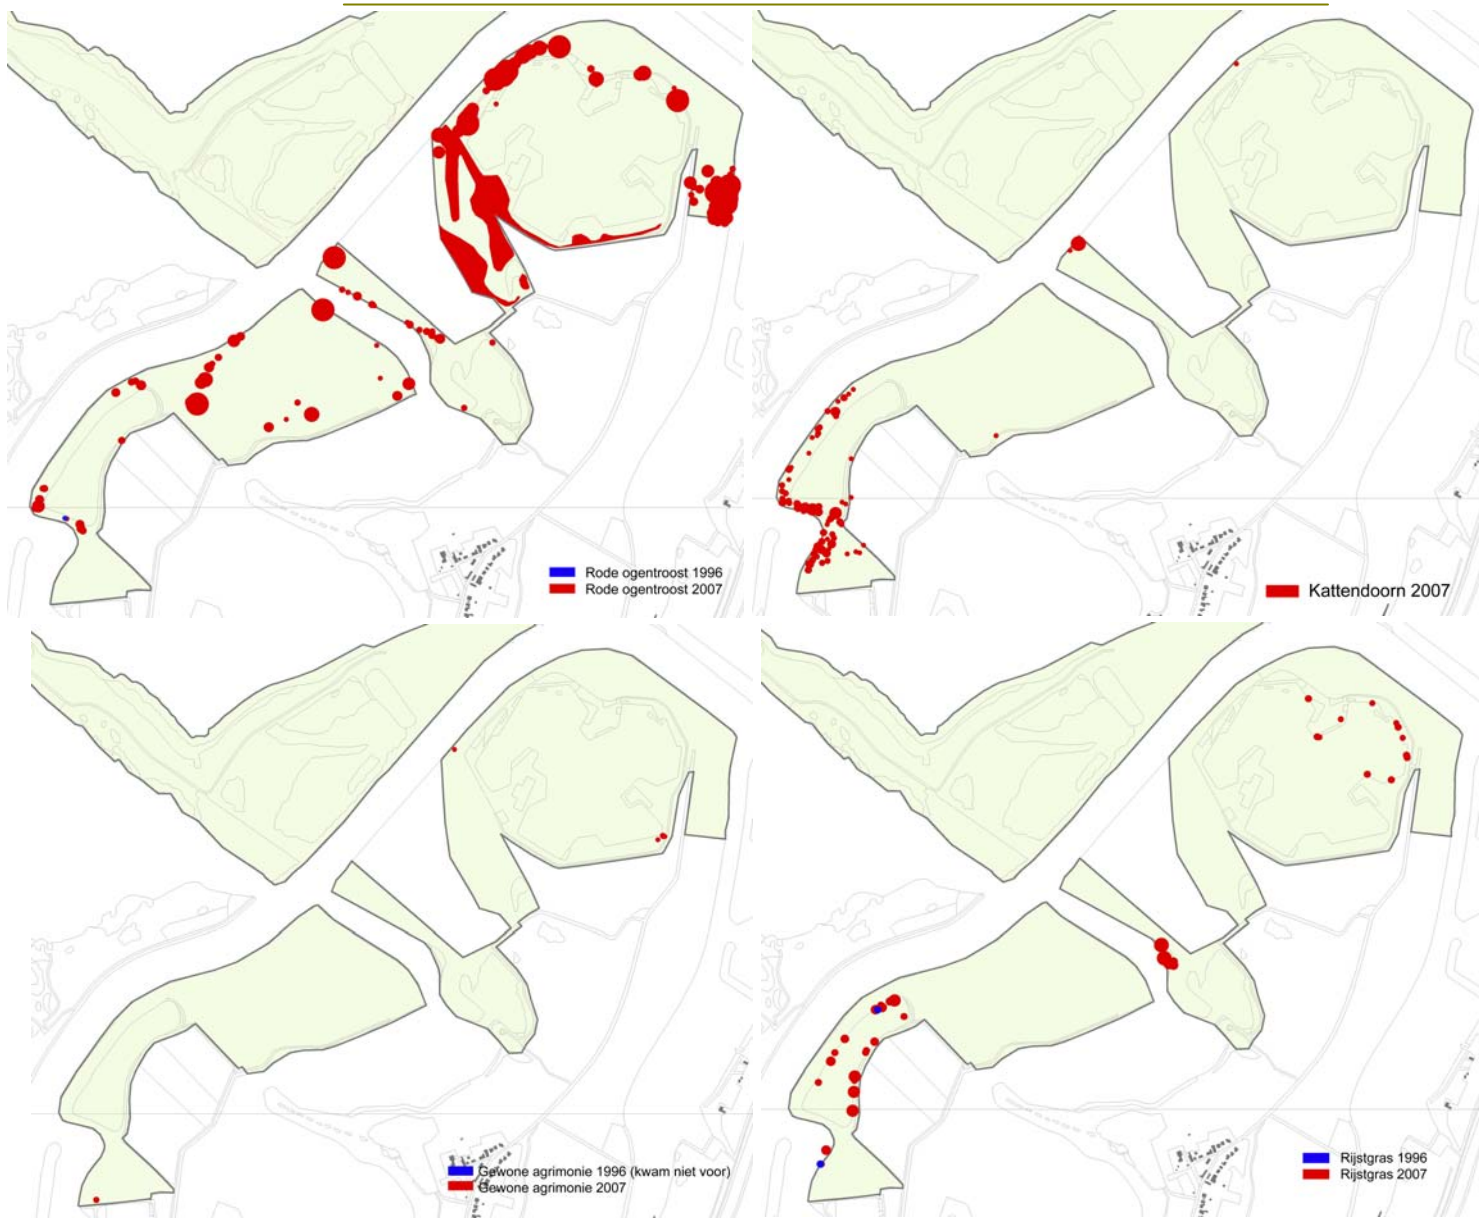 Rode ogentroost 1996
Rode ogentroost 2007
Kattendoorn 2007
Gewone agrimonie 1996 (kwam niet voor)
Gewone agrimonie 2007
Rijstgras 1996
Rijstgras 2007